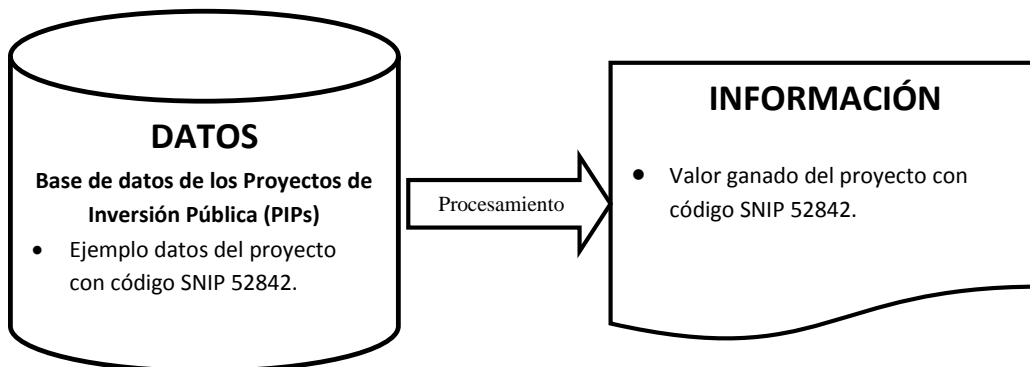 DATOS
Base de datos de los Proyectos de
Inversión Pública (PIPs)
• Ejemplo datos del proyecto
con código SNIP 52842.
Procesamiento
INFORMACIÓN
• Valor ganado del proyecto con
código SNIP 52842.